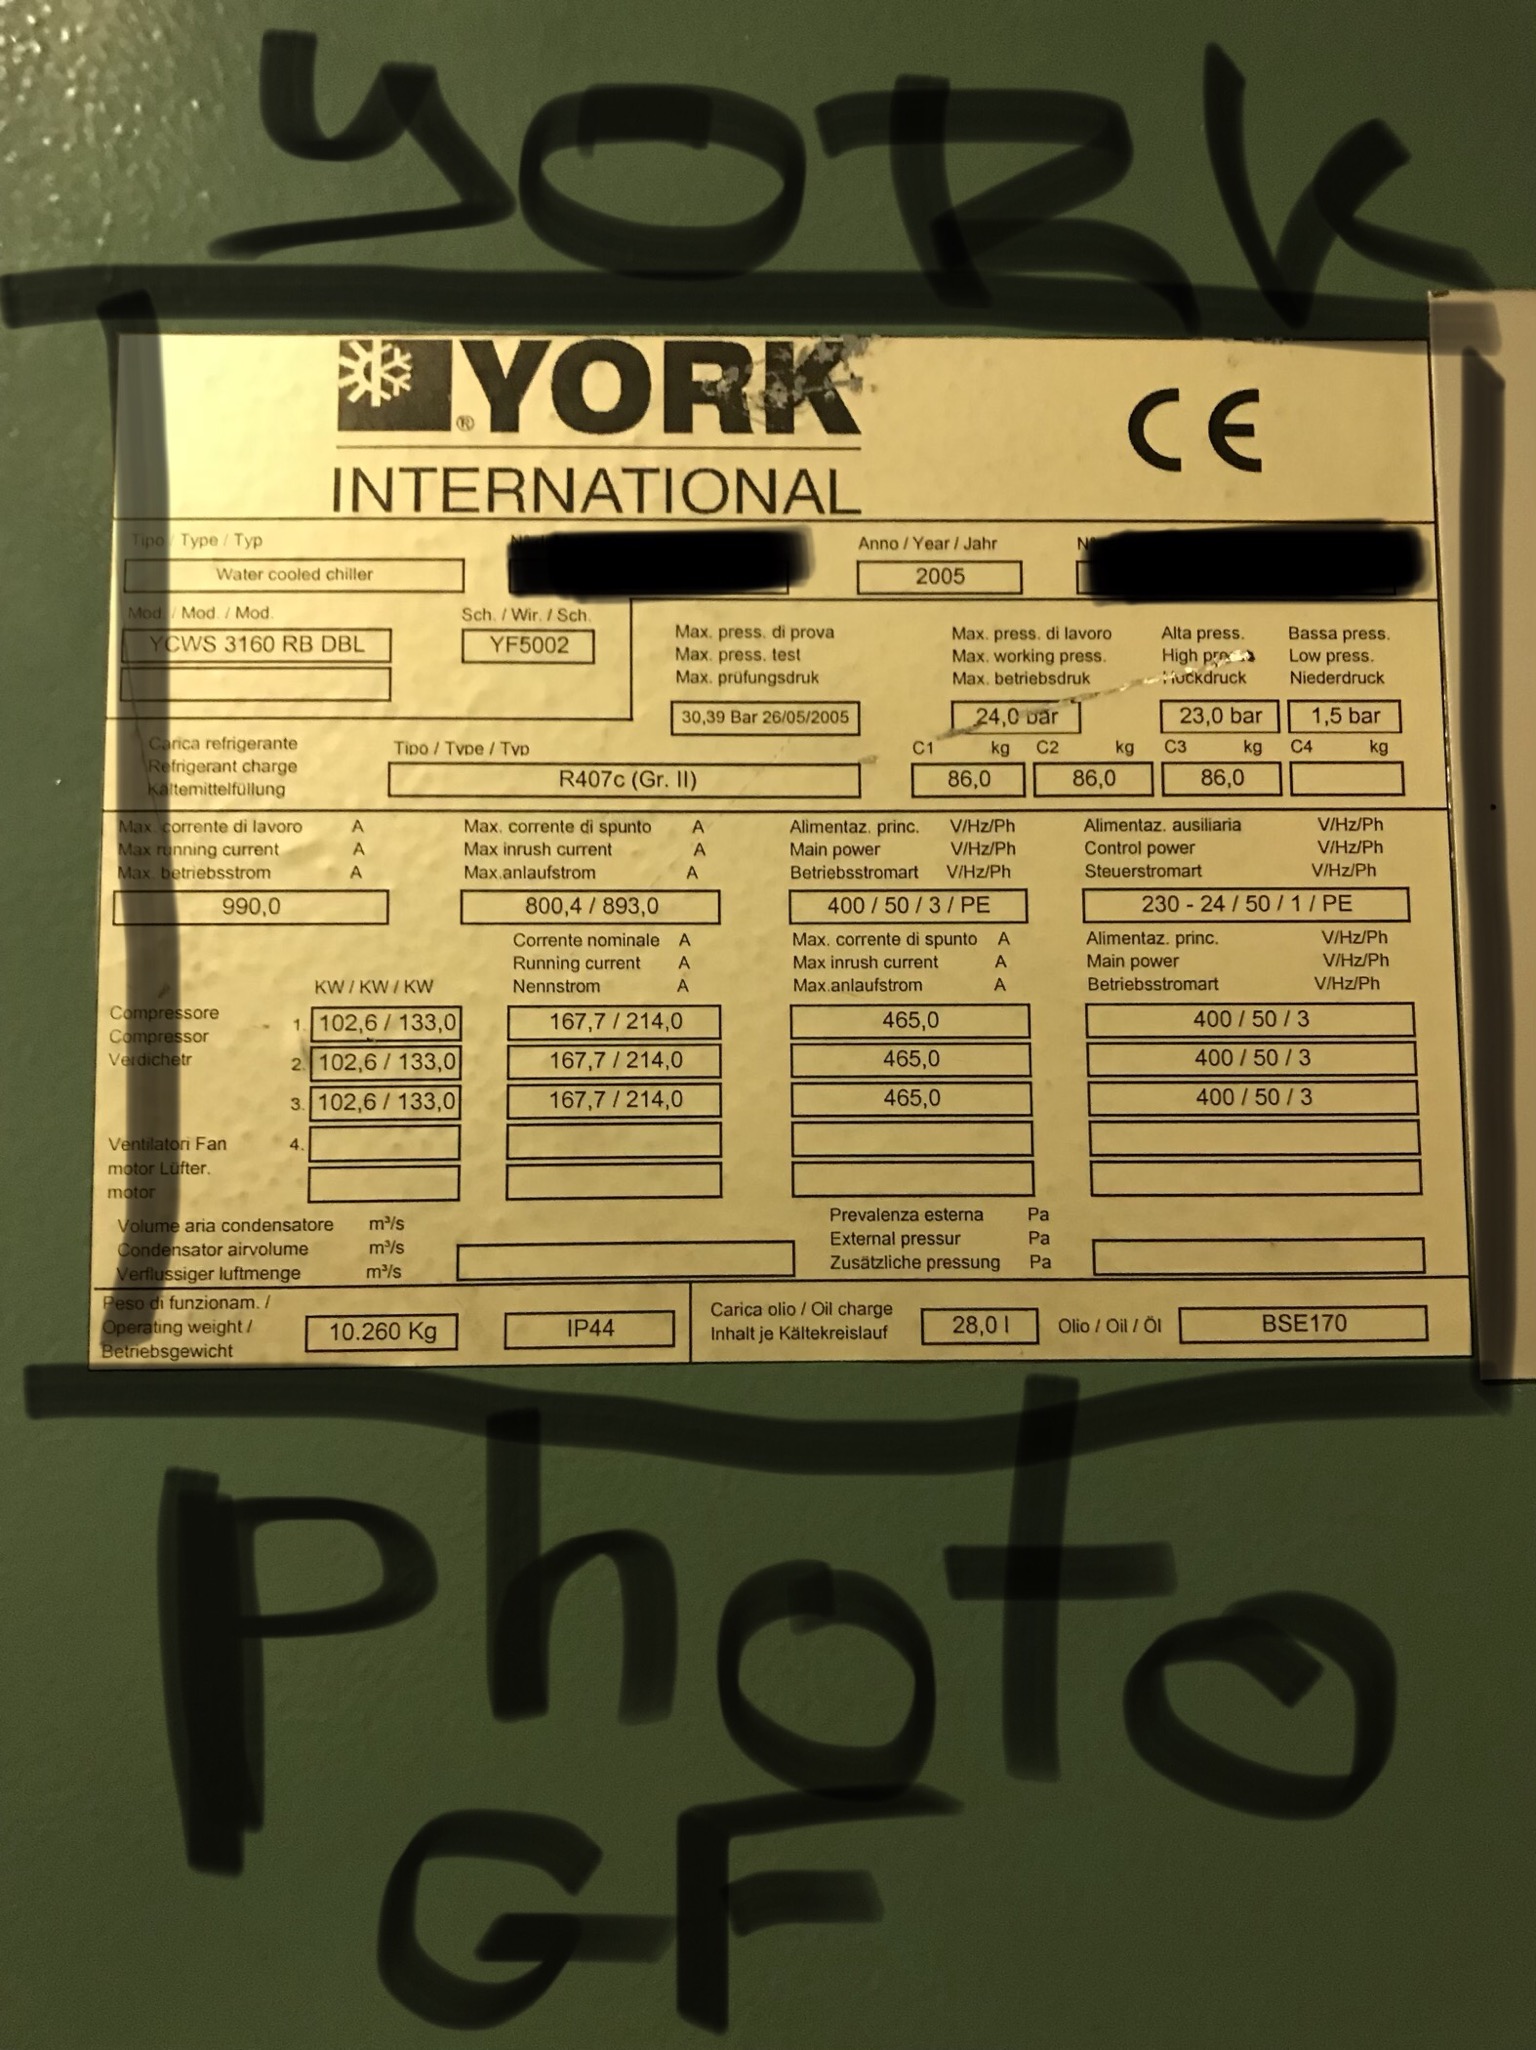 YORK
YORK
®
INTERNATIONAL
CE
Tipo / Type / Typ
Anno / Year / Jahr
Water cooled chiller
2005
Mod. / Mod. / Mod.
Sch. / Wir. / Sch.
YCWS 3160 RB DBL
YF5002
Max. press. di prova
Max. press. test
Max. prüfungsdruk
30,39 Bar 26/05/2005
Max. press. di lavoro
Max. working press.
Max. betriebsdruk
24,0 bar
Alta press.
High press.
Hockdruck
23,0 bar
Bassa press.
Low press.
Niederdruck
1,5 bar
Carica refrigerante
Refrigerant charge
Kältemittelfüllung
Tipo / Type / Typ
R407c (Gr. II)
C1 kg C2 kg C3 kg C4 kg
86,0 86,0 86,0
Max. corrente di lavoro A
Max running current A
Max. betriebsstrom A
990,0
Max. corrente di spunto A
Max inrush current A
Max.anlaufstrom A
800,4 / 893,0
Alimentaz. princ. V/Hz/Ph
Main power V/Hz/Ph
Betriebsstromart V/Hz/Ph
400 / 50 / 3 / PE
Alimentaz. ausiliaria V/Hz/Ph
Control power V/Hz/Ph
Steuerstromart V/Hz/Ph
230 - 24 / 50 / 1 / PE
KW / KW / KW
Corrente nominale A
Running current A
Nennstrom A
Max. corrente di spunto A
Max inrush current A
Max.anlaufstrom A
Alimentaz. princ. V/Hz/Ph
Main power V/Hz/Ph
Betriebsstromart V/Hz/Ph
Compressore
Compressor
Verdichetr
1. 102,6 / 133,0 167,7 / 214,0 465,0 400 / 50 / 3
2. 102,6 / 133,0 167,7 / 214,0 465,0 400 / 50 / 3
3. 102,6 / 133,0 167,7 / 214,0 465,0 400 / 50 / 3
4.
Ventilatori Fan
motor Lüfter.
motor
Volume aria condensatore m³/s
Condensator airvolume m³/s
Verflussiger luftmenge m³/s
Prevalenza esterna Pa
External pressur Pa
Zusätzliche pressung Pa
Peso di funzionam. /
Operating weight /
Betriebsgewicht
10.260 Kg
IP44
Carica olio / Oil charge
Inhalt je Kältekreislauf
28,0 l
Olio / Oil / Öl
BSE170
Photo
GF